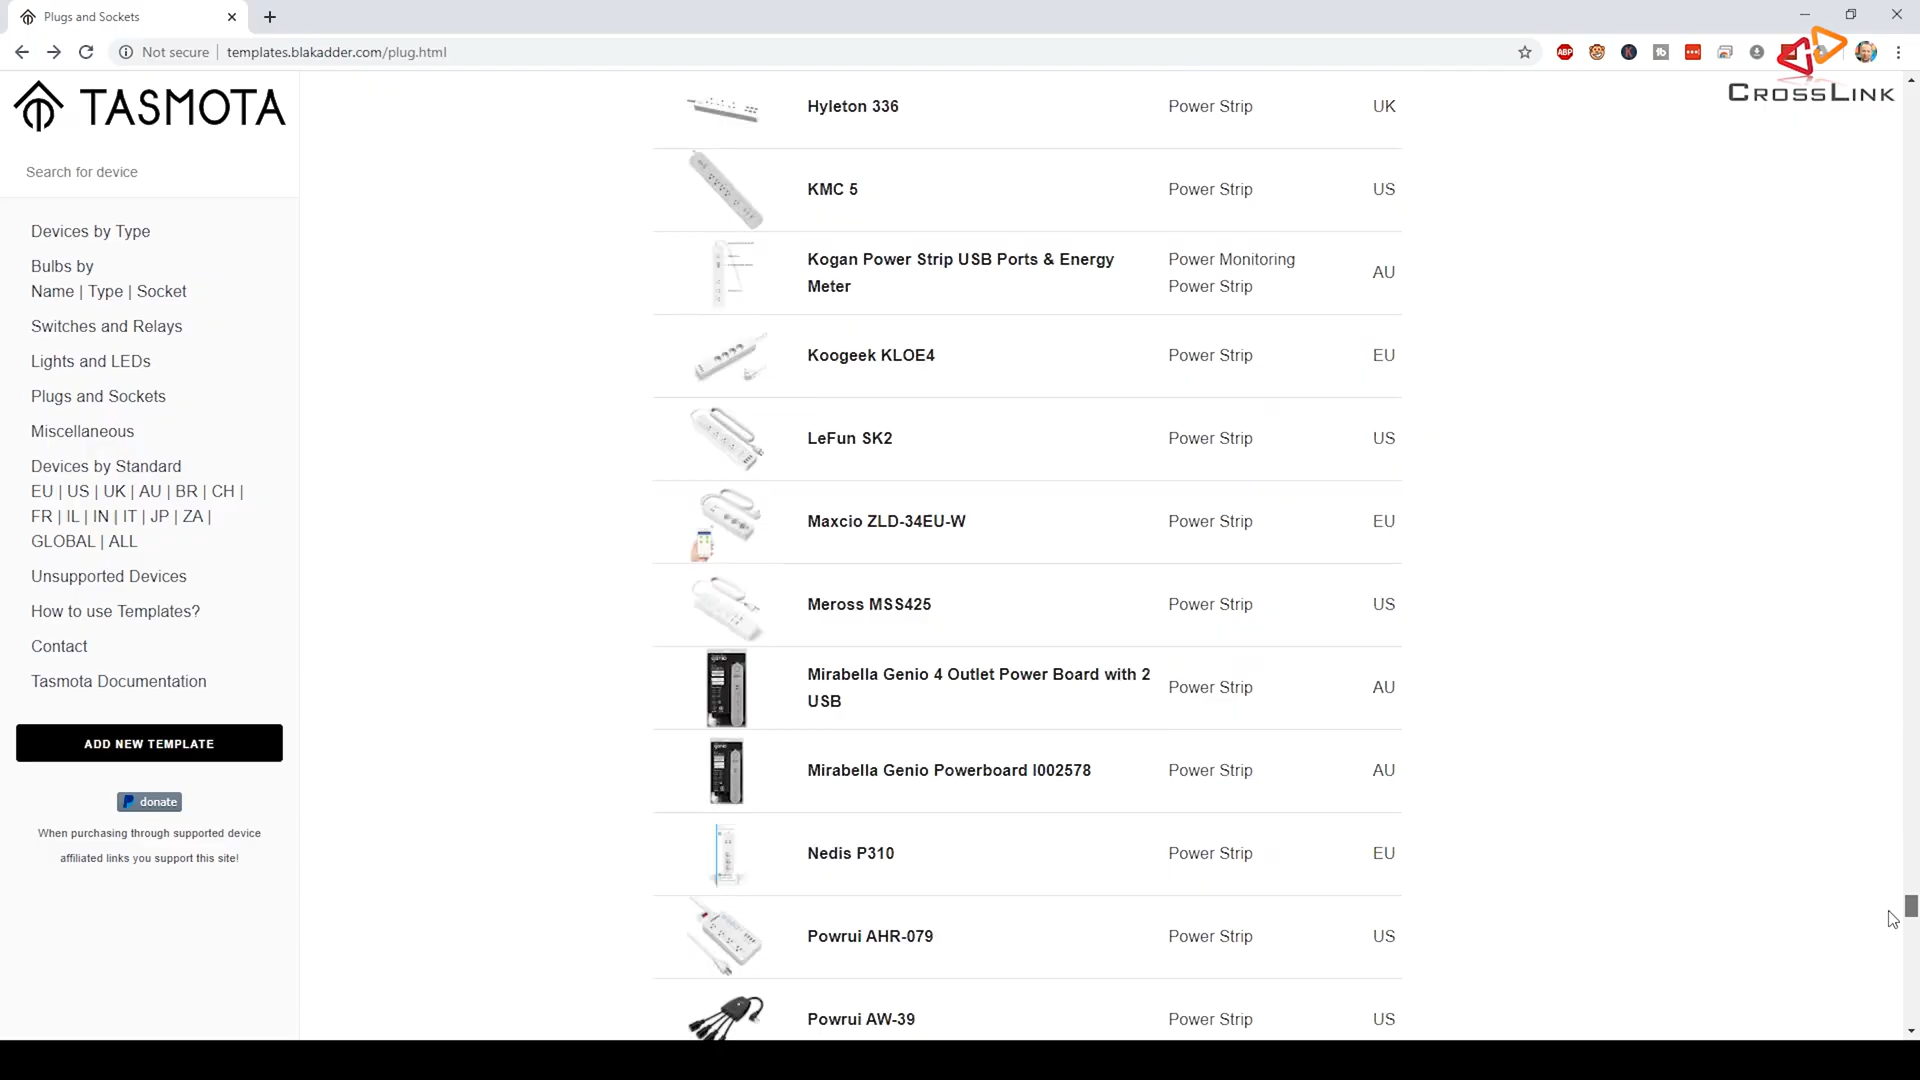 Plugs and Sockets
Not secure
templates.blakadder.com/plug.html
ABP
CROSSLINK
TASMOTA
Search for device
Devices by Type
Bulbs by
Name | Type | Socket
Switches and Relays
Lights and LEDs
Plugs and Sockets
Miscellaneous
Devices by Standard
EU | US | UK | AU | BR | CH |
FR | IL | IN | IT | JP | ZA |
GLOBAL | ALL
Unsupported Devices
How to use Templates?
Contact
Tasmota Documentation
ADD NEW TEMPLATE
donate
When purchasing through supported device
affiliated links you support this site!
Hyleton 336 Power Strip UK
KMC 5 Power Strip US
Kogan Power Strip USB Ports & Energy
Meter
Power Monitoring
Power Strip
AU
Koogeek KLOE4 Power Strip EU
LeFun SK2 Power Strip US
Maxcio ZLD-34EU-W Power Strip EU
Meross MSS425 Power Strip US
Mirabella Genio 4 Outlet Power Board with 2
USB
Power Strip AU
Mirabella Genio Powerboard I002578 Power Strip AU
Nedis P310 Power Strip EU
Powrui AHR-079 Power Strip US
Powrui AW-39 Power Strip US